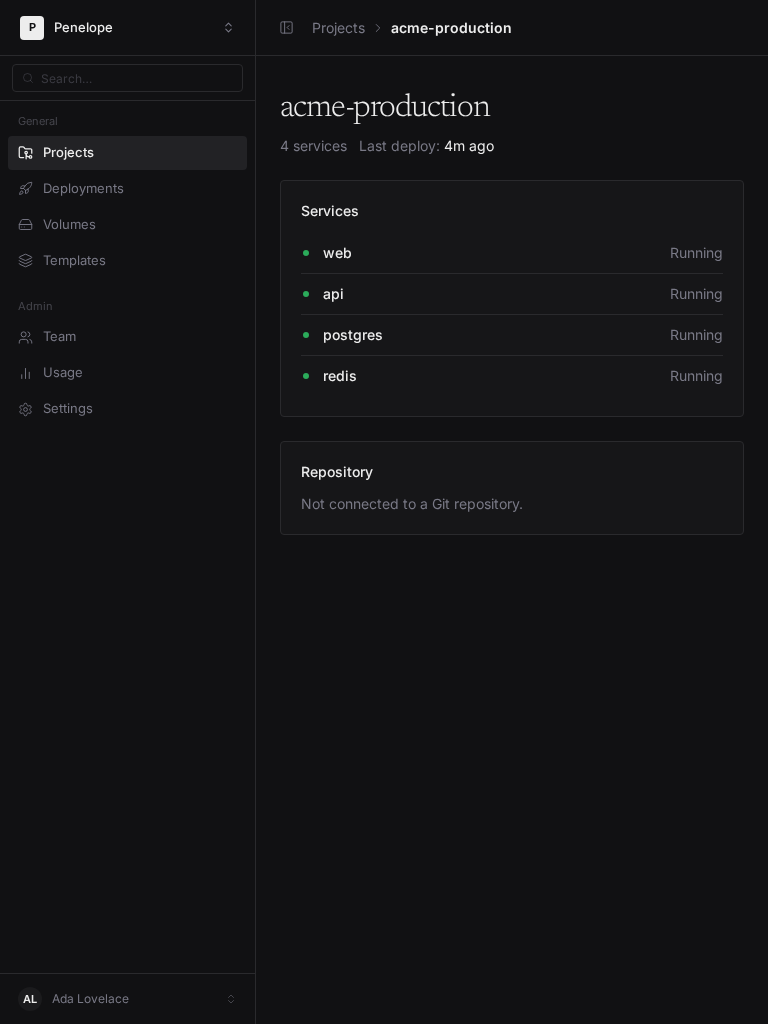 P Penelope
Search...
General
Projects
Deployments
Volumes
Templates
Admin
Team
Usage
Settings
AL Ada Lovelace
Projects acme-production
acme-production
4 services Last deploy: 4m ago
Services
web Running
api Running
postgres Running
redis Running
Repository
Not connected to a Git repository.